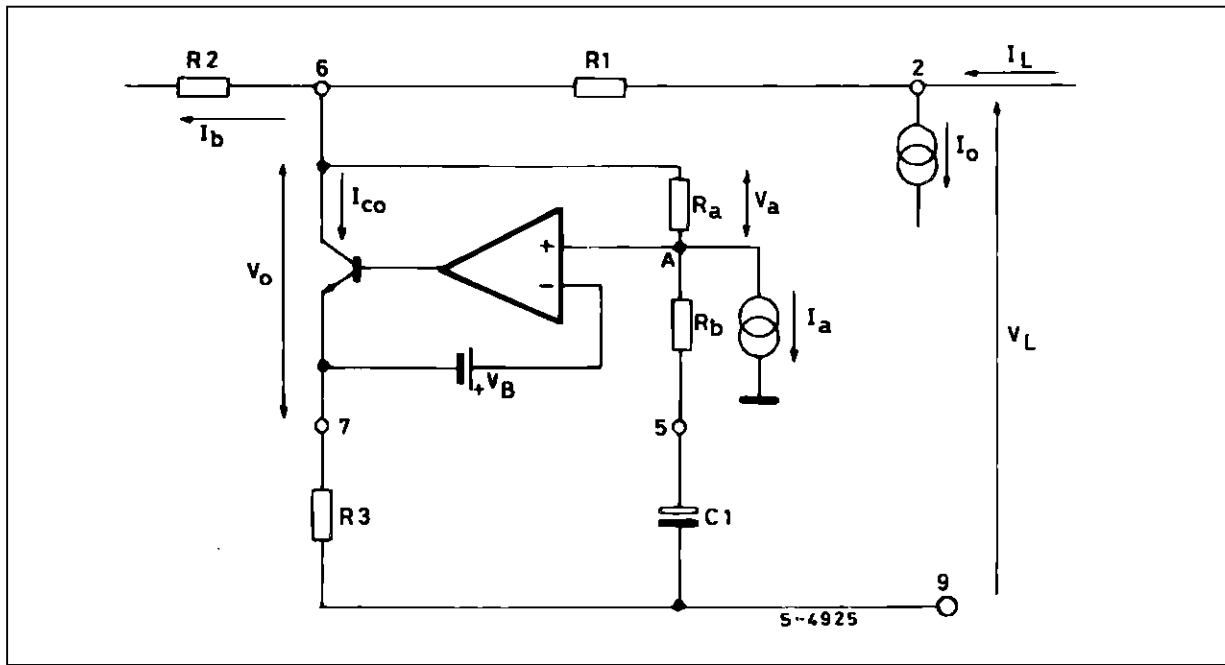 R2
6
R1
2
I_L
I_b
I_o
I_co
R_a
V_a
V_o
+
A
-
R_b
I_a
V_L
+
V_B
7
5
R3
C1
9
S-4925